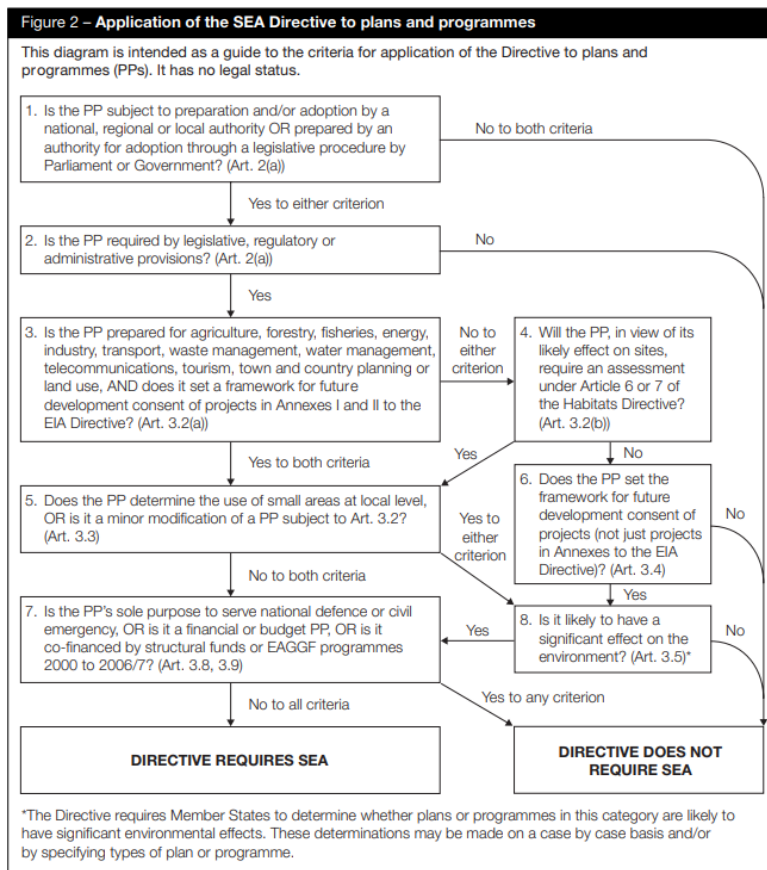 Figure 2 – Application of the SEA Directive to plans and programmes
This diagram is intended as a guide to the criteria for application of the Directive to plans and
programmes (PPs). It has no legal status.
1. Is the PP subject to preparation and/or adoption by a
national, regional or local authority OR prepared by an
authority for adoption through a legislative procedure by
Parliament or Government? (Art. 2(a))
No to both criteria
Yes to either criterion
2. Is the PP required by legislative, regulatory or
administrative provisions? (Art. 2(a))
No
Yes
3. Is the PP prepared for agriculture, forestry, fisheries, energy,
industry, transport, waste management, water management,
telecommunications, tourism, town and country planning or
land use, AND does it set a framework for future
development consent of projects in Annexes I and II to the
EIA Directive? (Art. 3.2(a))
No to
either
criterion
4. Will the PP, in view of its
likely effect on sites,
require an assessment
under Article 6 or 7 of
the Habitats Directive?
(Art. 3.2(b))
Yes to both criteria
Yes
No
5. Does the PP determine the use of small areas at local level,
OR is it a minor modification of a PP subject to Art. 3.2?
(Art. 3.3)
Yes to
either
criterion
6. Does the PP set the
framework for future
development consent of
projects (not just projects
in Annexes to the EIA
Directive)? (Art. 3.4)
No
No to both criteria
Yes
7. Is the PP's sole purpose to serve national defence or civil
emergency, OR is it a financial or budget PP, OR is it
co-financed by structural funds or EAGGF programmes
2000 to 2006/7? (Art. 3.8, 3.9)
Yes
8. Is it likely to have a
significant effect on the
environment? (Art. 3.5)*
No
No to all criteria
Yes to any criterion
DIRECTIVE REQUIRES SEA
DIRECTIVE DOES NOT
REQUIRE SEA
*The Directive requires Member States to determine whether plans or programmes in this category are likely to
have significant environmental effects. These determinations may be made on a case by case basis and/or
by specifying types of plan or programme.